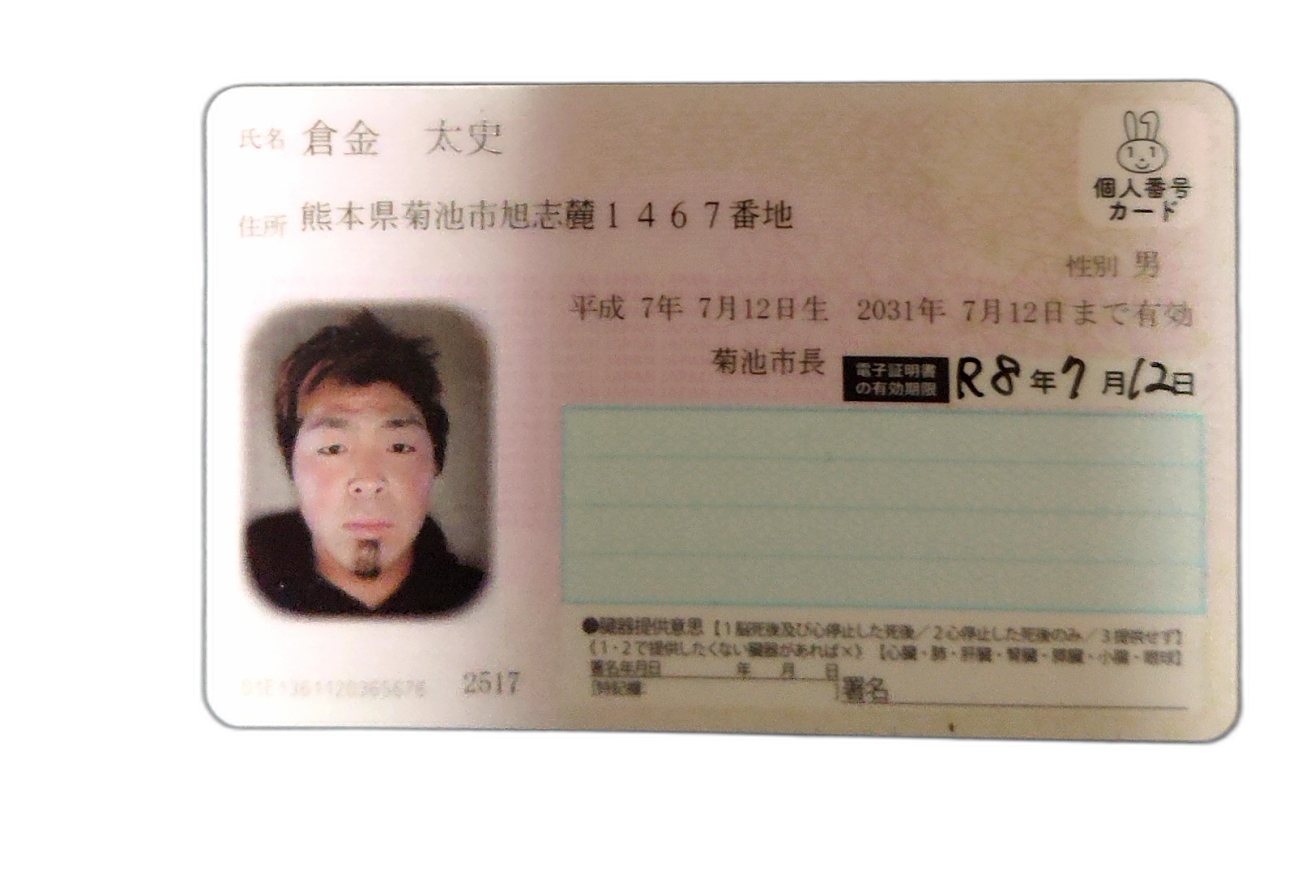 氏名 倉金 太史
住所 熊本県菊池市旭志麓1467番地
個人番号
カード
性別 男
平成 7年 7月12日生 2031年 7月12日まで有効
菊池市長
電子証明書
の有効期限 R8年7月12日
●臓器提供意思【1脳死後及び心停止した死後／2心停止した死後のみ／3提供せず】
《1・2で提供したくない臓器があれば×》【心臓・肺・肝臓・腎臓・膵臓・小腸・眼球】
署名年月日 年 月 日
[特記欄: ] 署名
2517